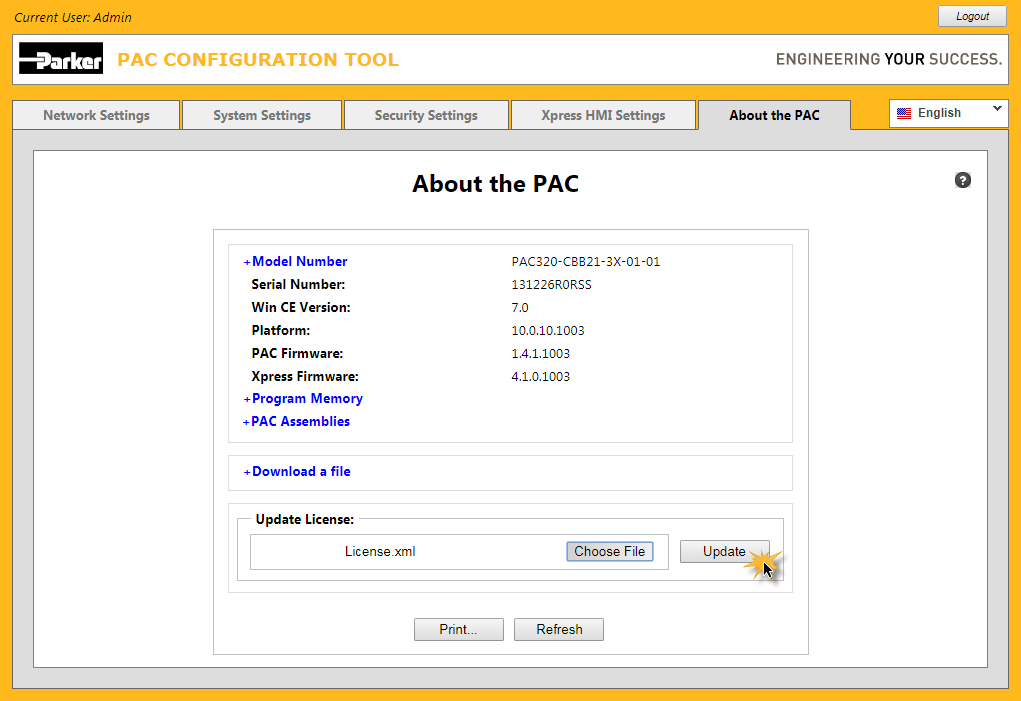 Current User: Admin
Logout
Parker PAC CONFIGURATION TOOL ENGINEERING YOUR SUCCESS.
Network Settings System Settings Security Settings Xpress HMI Settings About the PAC English
About the PAC
?
+Model Number PAC320-CBB21-3X-01-01
Serial Number: 131226R0RSS
Win CE Version: 7.0
Platform: 10.0.10.1003
PAC Firmware: 1.4.1.1003
Xpress Firmware: 4.1.0.1003
+Program Memory
+PAC Assemblies
+Download a file
Update License:
License.xml Choose File Update
Print... Refresh